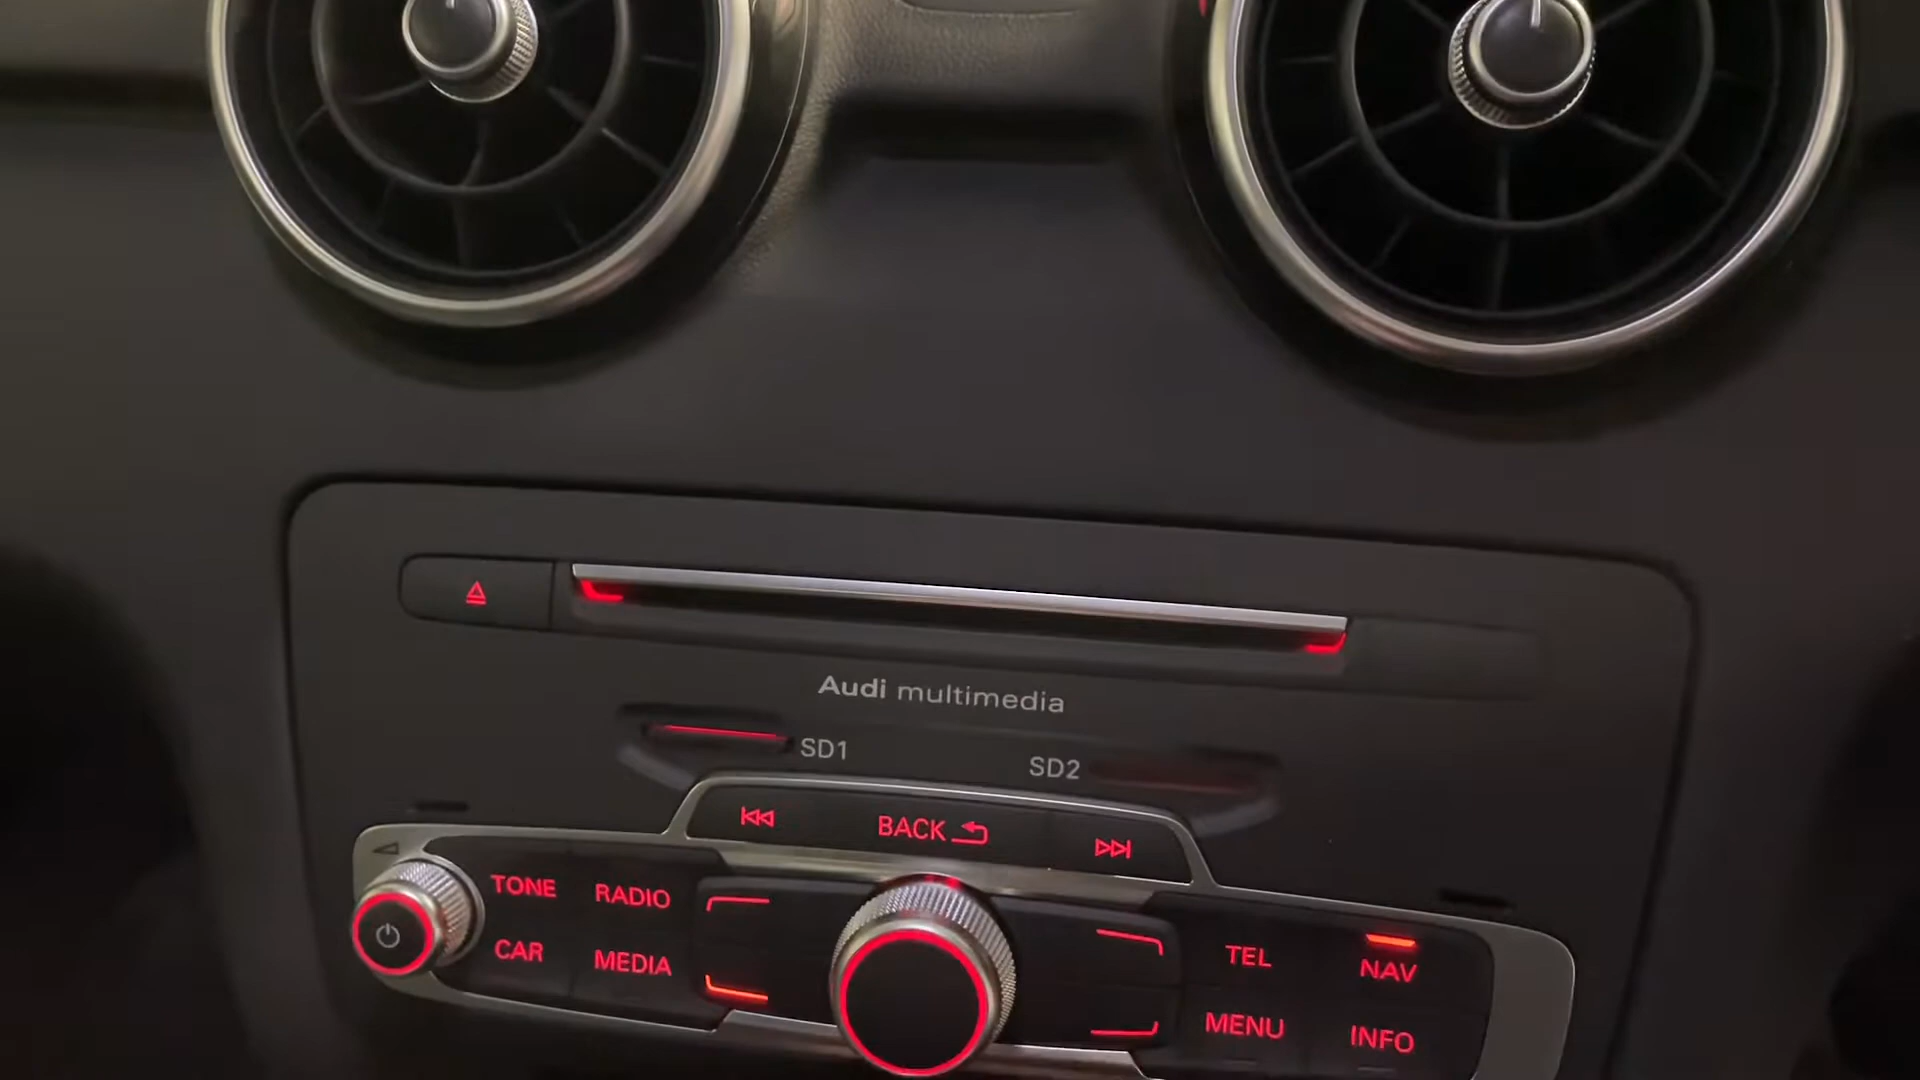 Audi multimedia
SD1
SD2
BACK
TONE
RADIO
CAR
MEDIA
TEL
NAV
MENU
INFO